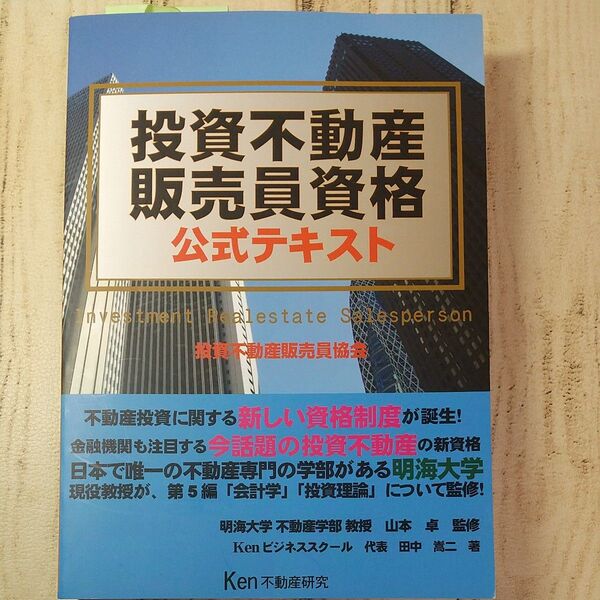 投資不動産
販売員資格
公式テキスト
Investment Realestate Salesperson
投資不動産販売員協会
不動産投資に関する新しい資格制度が誕生!
金融機関も注目する今話題の投資不動産の新資格
日本で唯一の不動産専門の学部がある明海大学
現役教授が、第5編「会計学」「投資理論」について監修!
明海大学 不動産学部 教授 山本 卓 監修
Ken ビジネススクール 代表 田中 嵩二 著
Ken 不動産研究